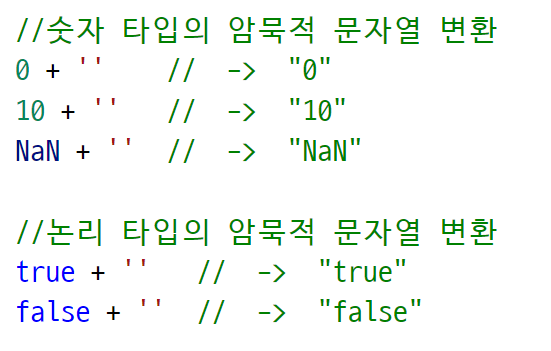 //숫자 타입의 암묵적 문자열 변환
0 + ''    //  ->  "0"
10 + ''   //  ->  "10"
NaN + ''  //  ->  "NaN"

//논리 타입의 암묵적 문자열 변환
true + ''   //  ->  "true"
false + ''  //  ->  "false"